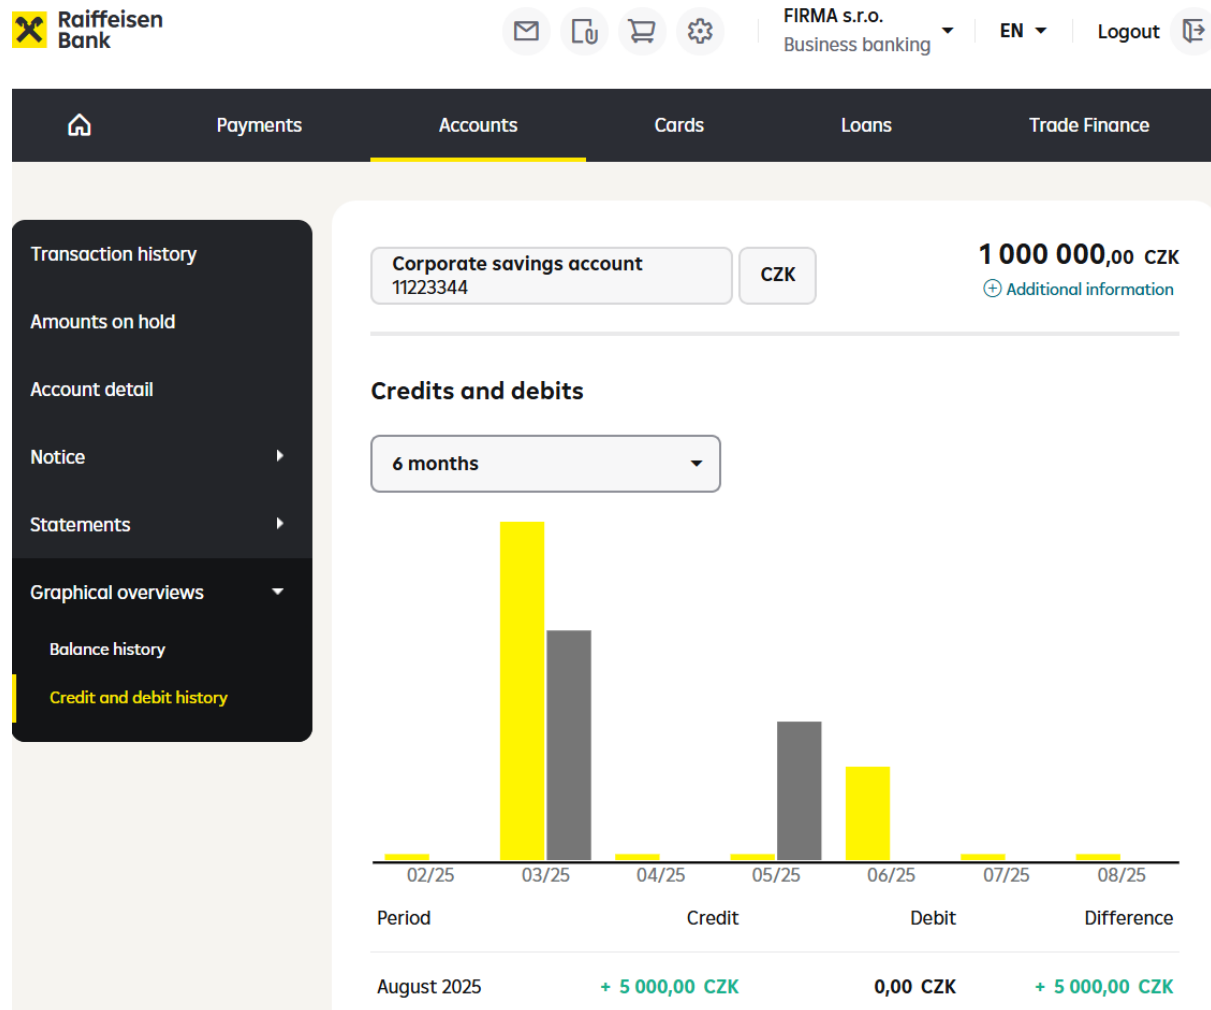 Raiffeisen
Bank
FIRMA s.r.o.
Business banking
EN
Logout
Payments
Accounts
Cards
Loans
Trade Finance
Transaction history
Amounts on hold
Account detail
Notice
Statements
Graphical overviews
Balance history
Credit and debit history
Corporate savings account
11223344
CZK
1 000 000,00 CZK
Additional information
Credits and debits
6 months
02/25 03/25 04/25 05/25 06/25 07/25 08/25
Period Credit Debit Difference
August 2025 + 5 000,00 CZK 0,00 CZK + 5 000,00 CZK